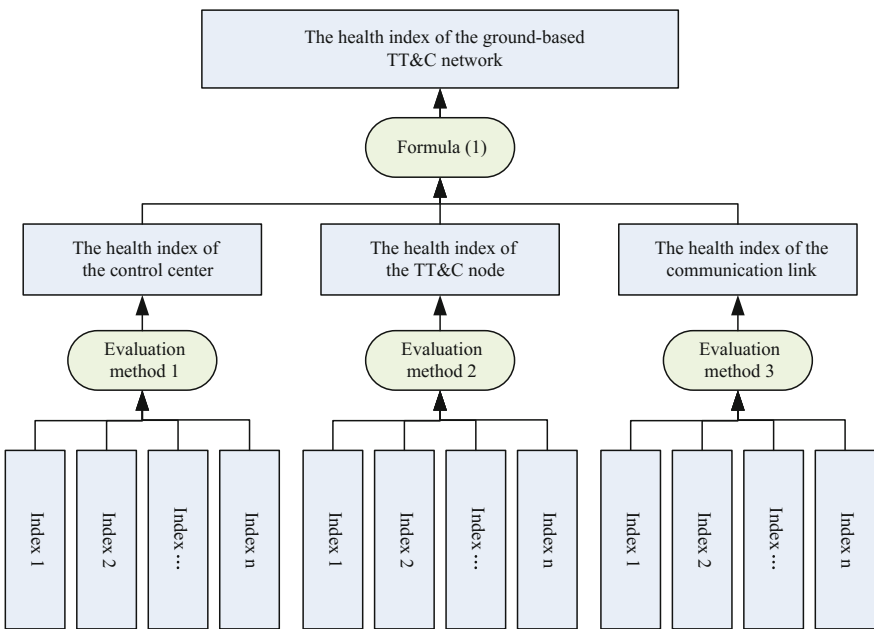 The health index of the ground-based
TT&C network
Formula (1)
The health index of
the control center
The health index of
the TT&C node
The health index of the
communication link
Evaluation
method 1
Evaluation
method 2
Evaluation
method 3
Index 1
Index 2
Index ···
Index n
Index 1
Index 2
Index ···
Index n
Index 1
Index 2
Index ···
Index n